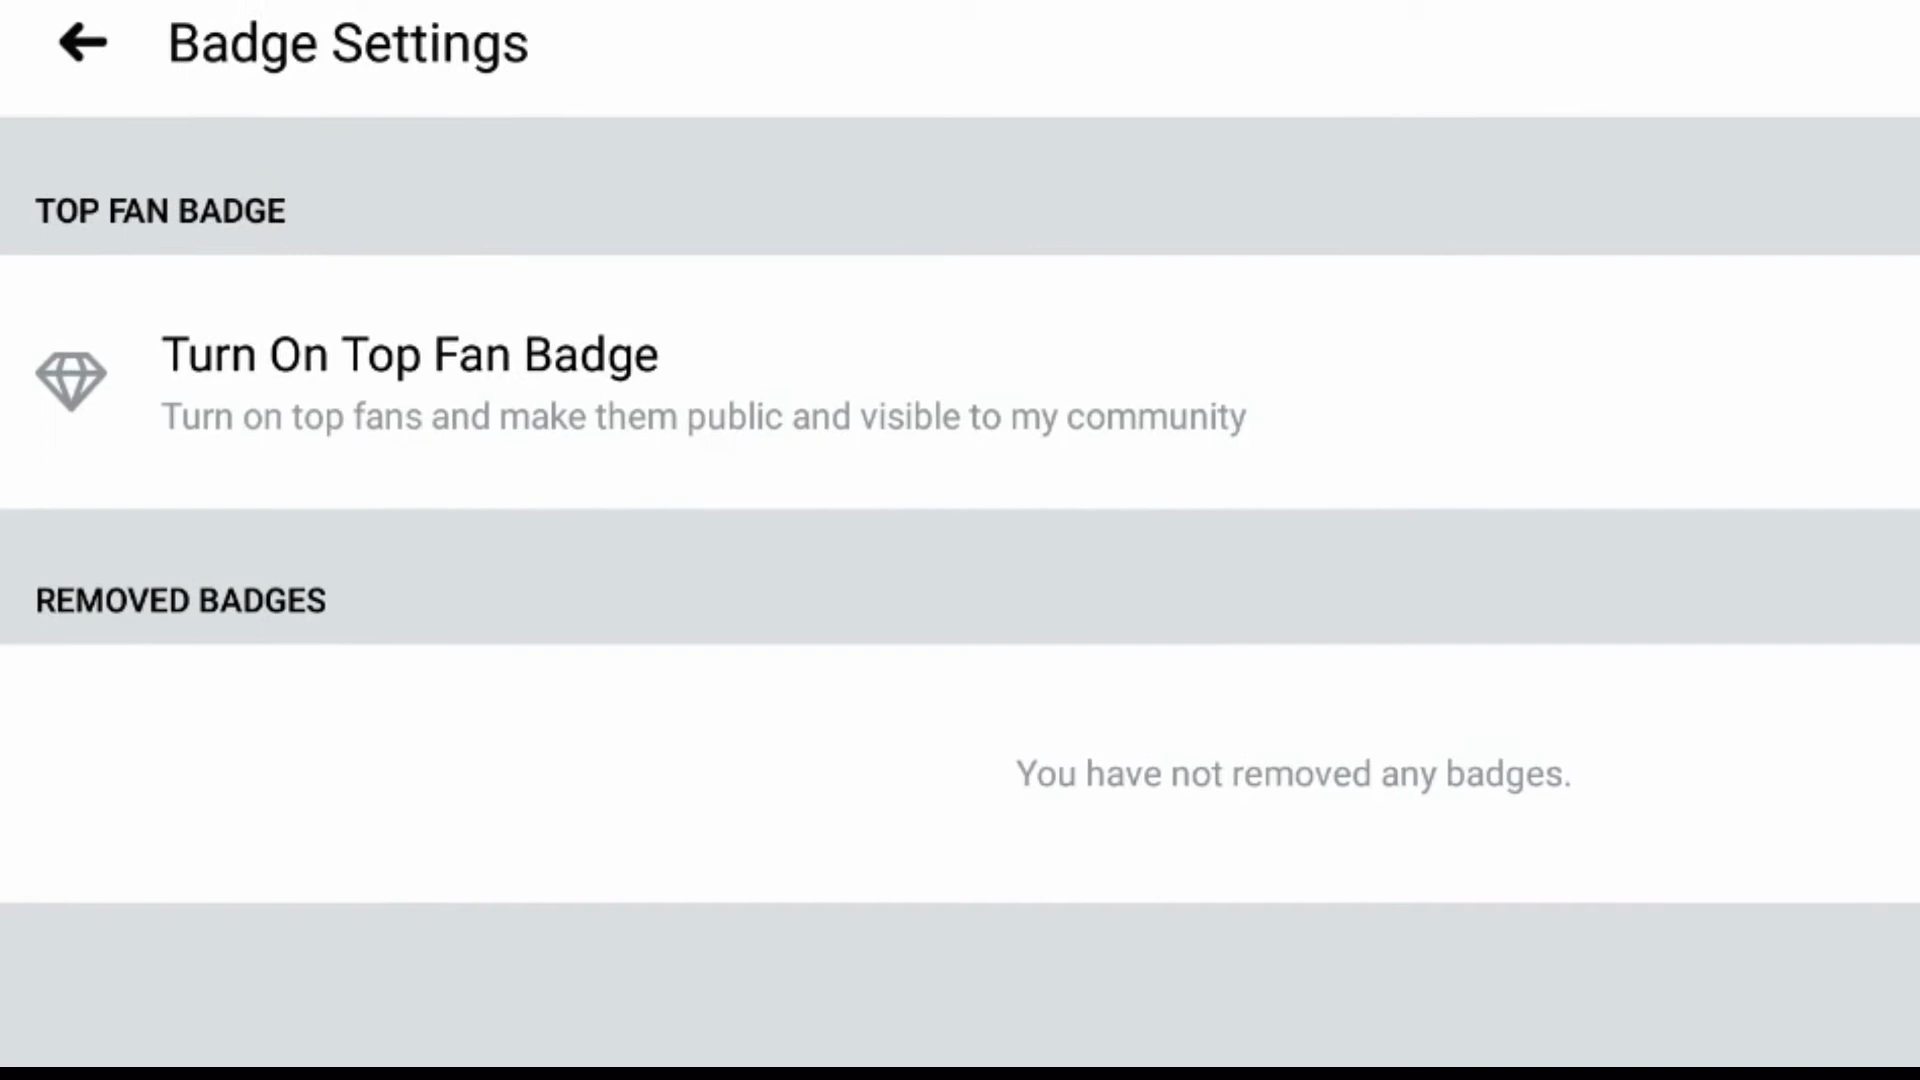 Badge Settings
TOP FAN BADGE
Turn On Top Fan Badge
Turn on top fans and make them public and visible to my community
REMOVED BADGES
You have not removed any badges.